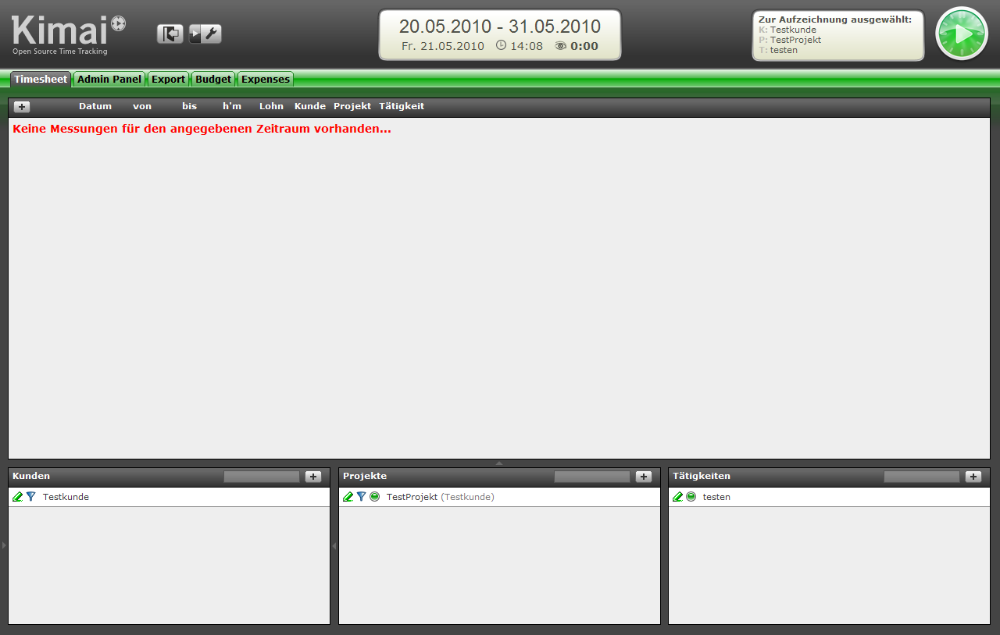 Kimai
Open Source Time Tracking
20.05.2010 - 31.05.2010
Fr. 21.05.2010 14:08 0:00
Zur Aufzeichnung ausgewählt:
K: Testkunde
P: TestProjekt
T: testen
Timesheet Admin Panel Export Budget Expenses
+ Datum von bis h'm Lohn Kunde Projekt Tätigkeit
Keine Messungen für den angegebenen Zeitraum vorhanden...
Kunden +
Testkunde
Projekte +
TestProjekt (Testkunde)
Tätigkeiten +
testen